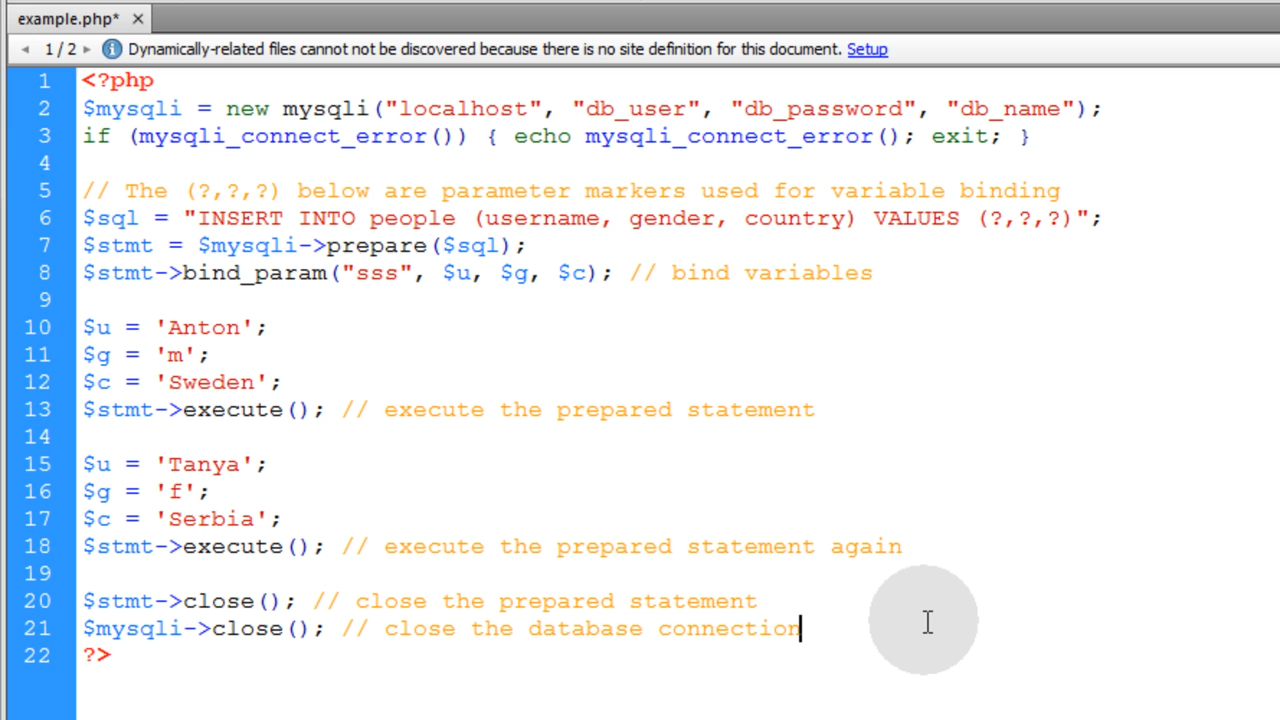 example.php* ×
1 / 2 Dynamically-related files cannot not be discovered because there is no site definition for this document. Setup
1 <?php
2 $mysqli = new mysqli("localhost", "db_user", "db_password", "db_name");
3 if (mysqli_connect_error()) { echo mysqli_connect_error(); exit; }
4
5 // The (?,?,?) below are parameter markers used for variable binding
6 $sql = "INSERT INTO people (username, gender, country) VALUES (?,?,?)";
7 $stmt = $mysqli->prepare($sql);
8 $stmt->bind_param("sss", $u, $g, $c); // bind variables
9
10 $u = 'Anton';
11 $g = 'm';
12 $c = 'Sweden';
13 $stmt->execute(); // execute the prepared statement
14
15 $u = 'Tanya';
16 $g = 'f';
17 $c = 'Serbia';
18 $stmt->execute(); // execute the prepared statement again
19
20 $stmt->close(); // close the prepared statement
21 $mysqli->close(); // close the database connection
22 ?>